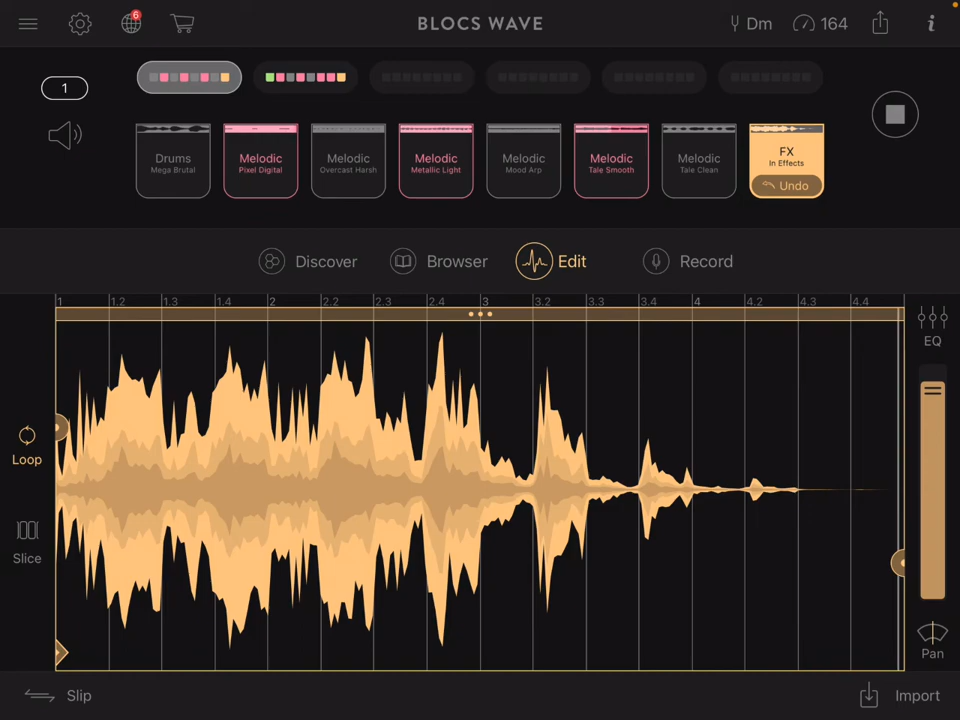 6
BLOCS WAVE
Dm
164
i
1
Drums
Mega Brutal
Melodic
Pixel Digital
Melodic
Overcast Harsh
Melodic
Metallic Light
Melodic
Mood Arp
Melodic
Tale Smooth
Melodic
Tale Clean
FX
In Effects
Undo
Discover
Browser
Edit
Record
1 1.2 1.3 1.4 2 2.2 2.3 2.4 3 3.2 3.3 3.4 4 4.2 4.3 4.4
EQ
Loop
Slice
Pan
Slip
Import